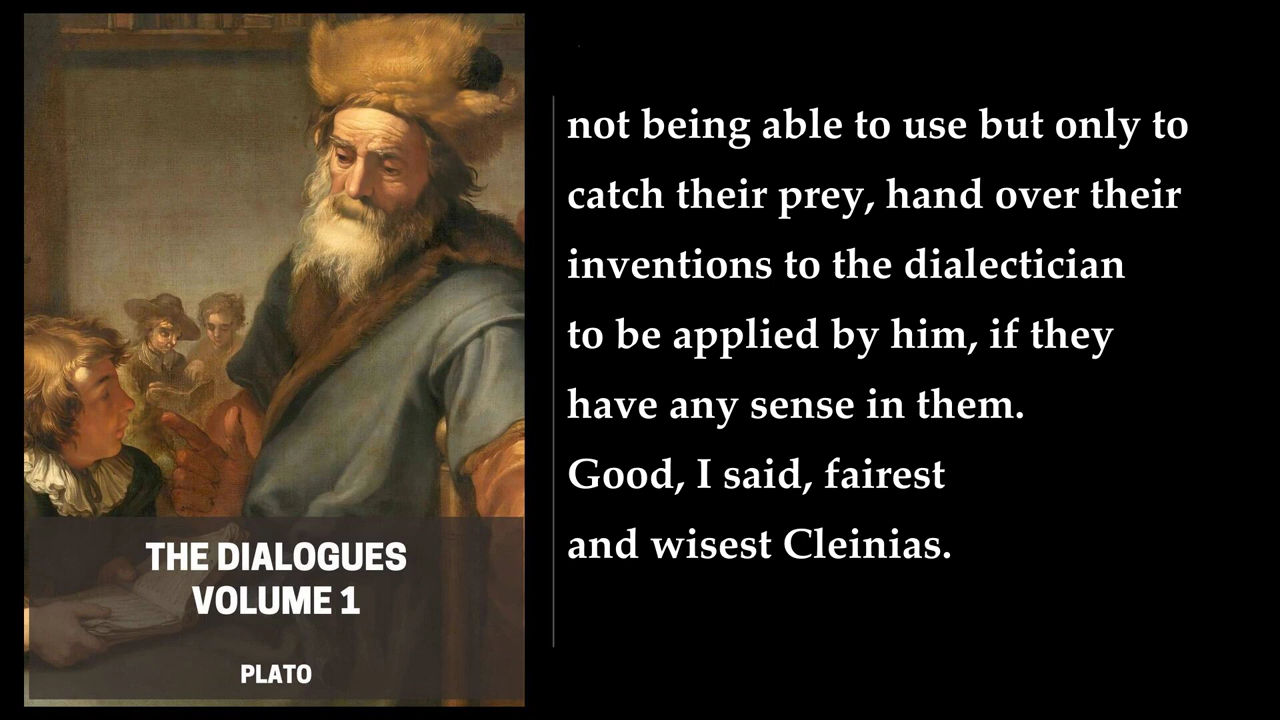 THE DIALOGUES
VOLUME 1
PLATO
not being able to use but only to
catch their prey, hand over their
inventions to the dialectician
to be applied by him, if they
have any sense in them.
Good, I said, fairest
and wisest Cleinias.